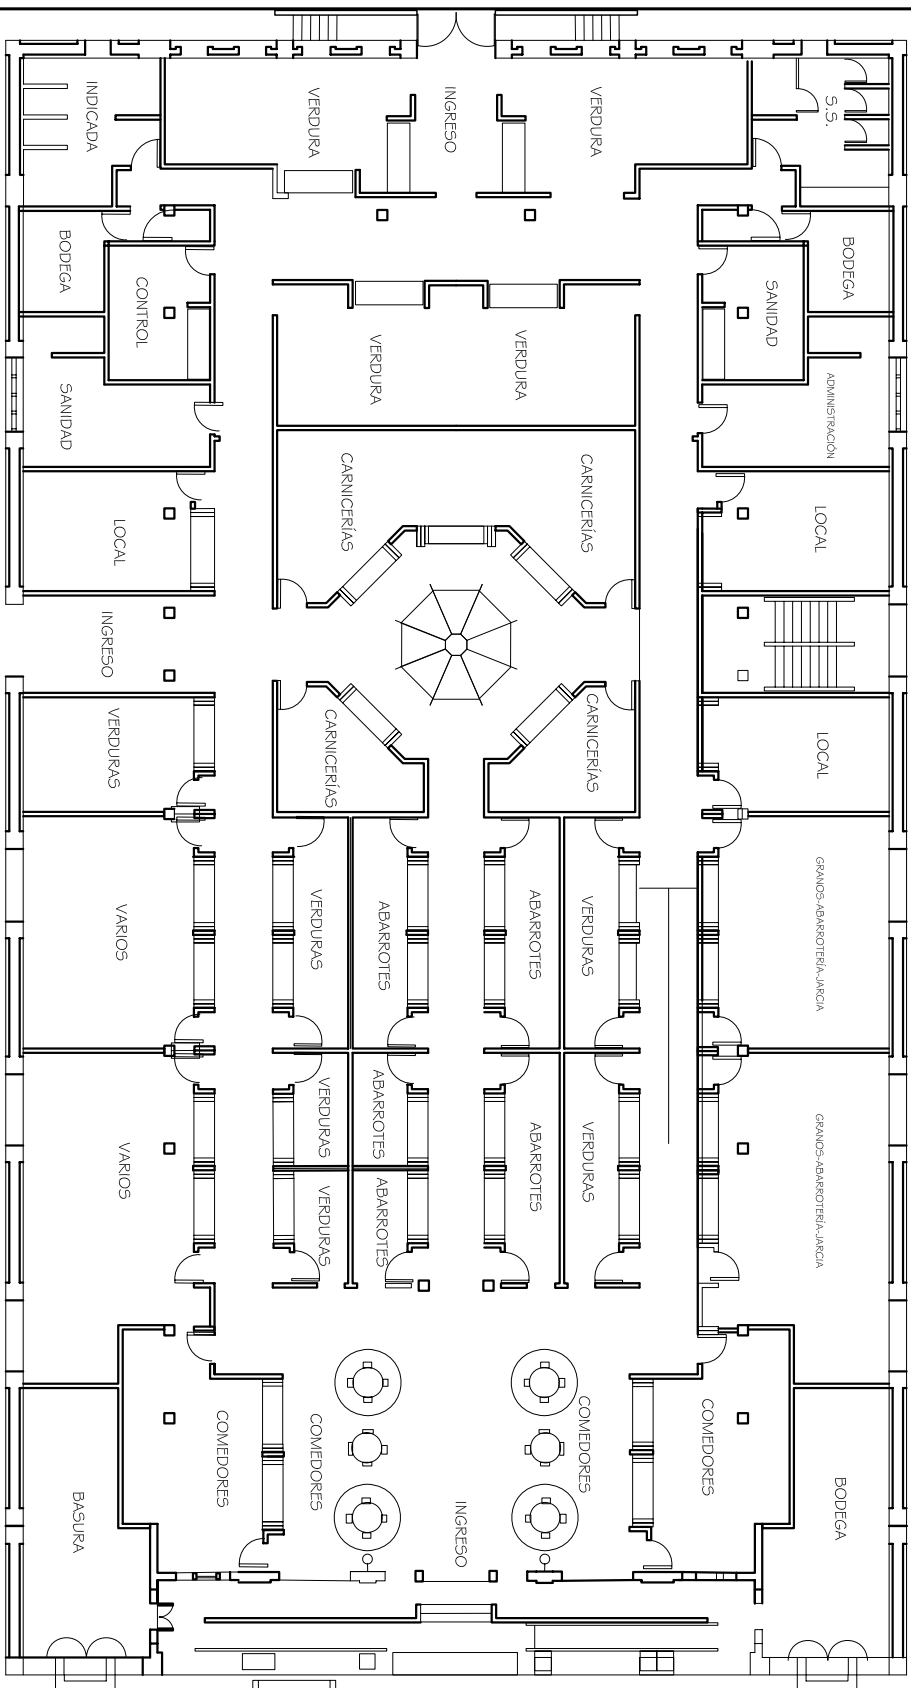 INDICADA
VERDURA
INGRESO
VERDURA
S.S.
BODEGA
CONTROL
SANIDAD
BODEGA
VERDURA
VERDURA
SANIDAD
ADMINISTRACIÓN
CARNICERÍAS
CARNICERÍAS
LOCAL
LOCAL
INGRESO
VERDURAS
CARNICERÍAS
CARNICERÍAS
LOCAL
VARIOS
VERDURAS
ABARROTES
ABARROTES
VERDURAS
GRANOS-ABARROTERÍA-JARCIA
VARIOS
VERDURAS
ABARROTES
ABARROTES
VERDURAS
GRANOS-ABARROTERÍA-JARCIA
VERDURAS
ABARROTES
COMEDORES
COMEDORES
COMEDORES
COMEDORES
BASURA
INGRESO
BODEGA